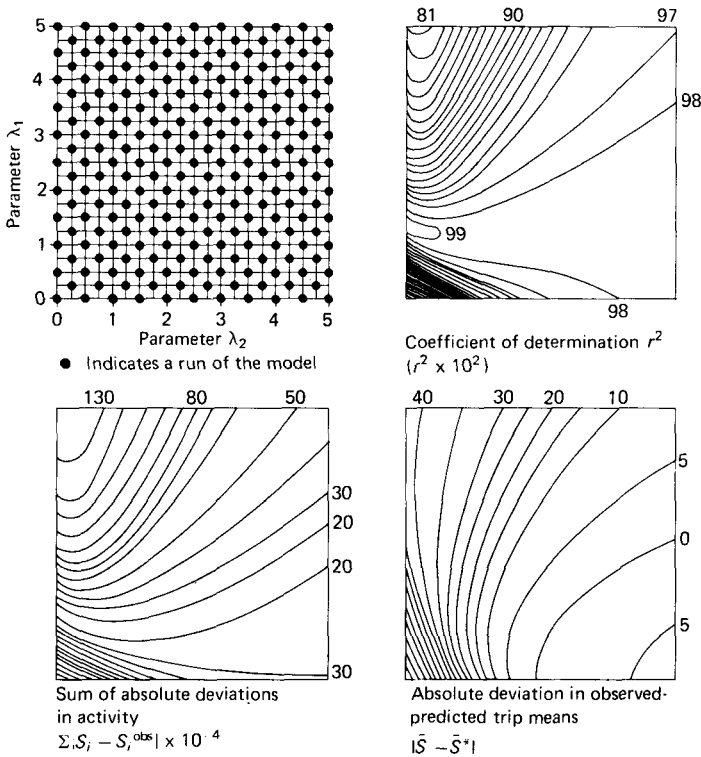 5
4
3
2
1
0
Parameter λ1
0 1 2 3 4 5
Parameter λ2
● Indicates a run of the model
81 90 97
98
99
98
Coefficient of determination r²
(r² x 10²)
130 80 50
30
20
20
30
Sum of absolute deviations
in activity
Σ|Sᵢ − Sᵢᵒᵇˢ| x 10⁻⁴
40 30 20 10
5
0
5
Absolute deviation in observed-
predicted trip means
|S̄ − S̄*|